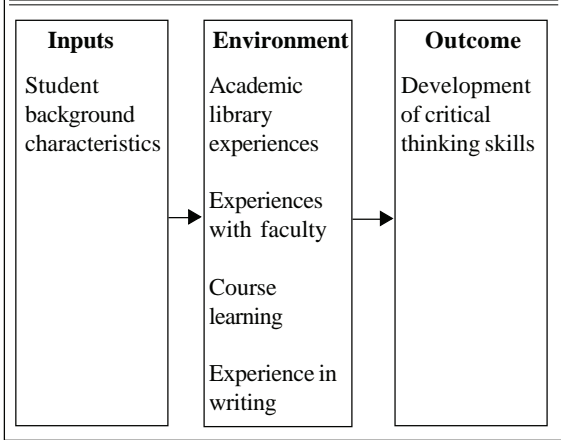 Inputs
Student
background
characteristics
Environment
Academic
library
experiences
Experiences
with faculty
Course
learning
Experience in
writing
Outcome
Development
of critical
thinking skills